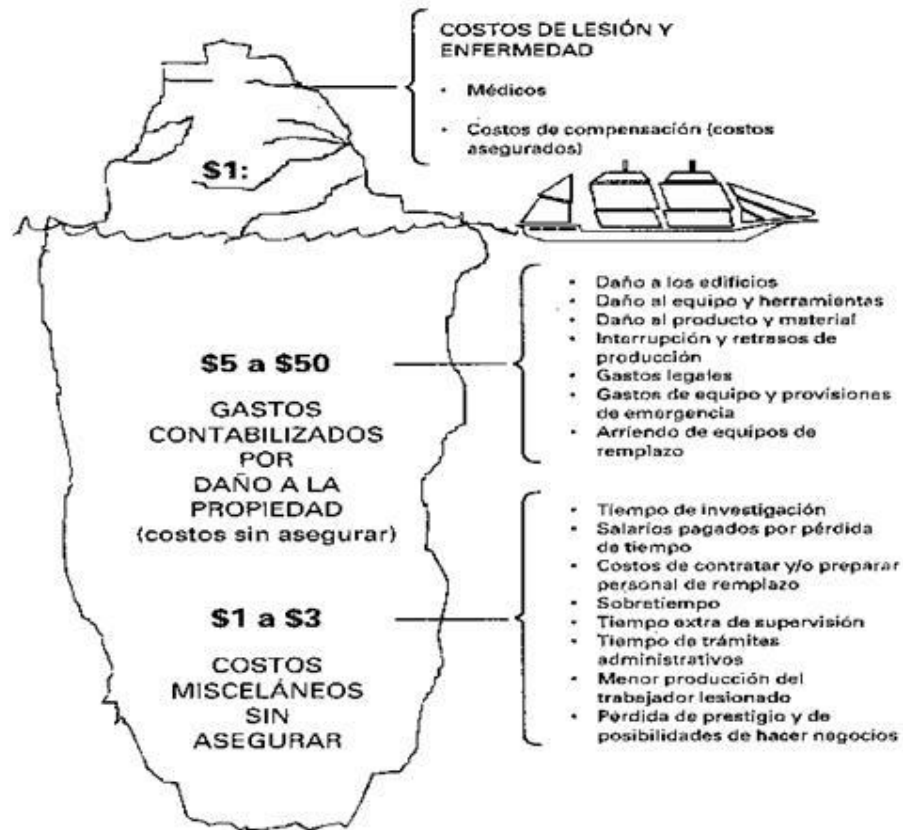 COSTOS DE LESIÓN Y
ENFERMEDAD
• Médicos
• Costos de compensación (costos
asegurados)
$1:
• Daño a los edificios
• Daño al equipo y herramientas
• Daño al producto y material
• Interrupción y retrasos de
producción
• Gastos legales
• Gastos de equipo y provisiones
de emergencia
• Arriendo de equipos de
remplazo
$5 a $50
GASTOS
CONTABILIZADOS
POR
DAÑO A LA
PROPIEDAD
(costos sin asegurar)
• Tiempo de investigación
• Salarios pagados por pérdida
de tiempo
• Costos de contratar y/o preparar
personal de remplazo
• Sobretiempo
• Tiempo extra de supervisión
• Tiempo de trámites
administrativos
• Menor producción del
trabajador lesionado
• Pérdida de prestigio y de
posibilidades de hacer negocios
$1 a $3
COSTOS
MISCELÁNEOS
SIN
ASEGURAR